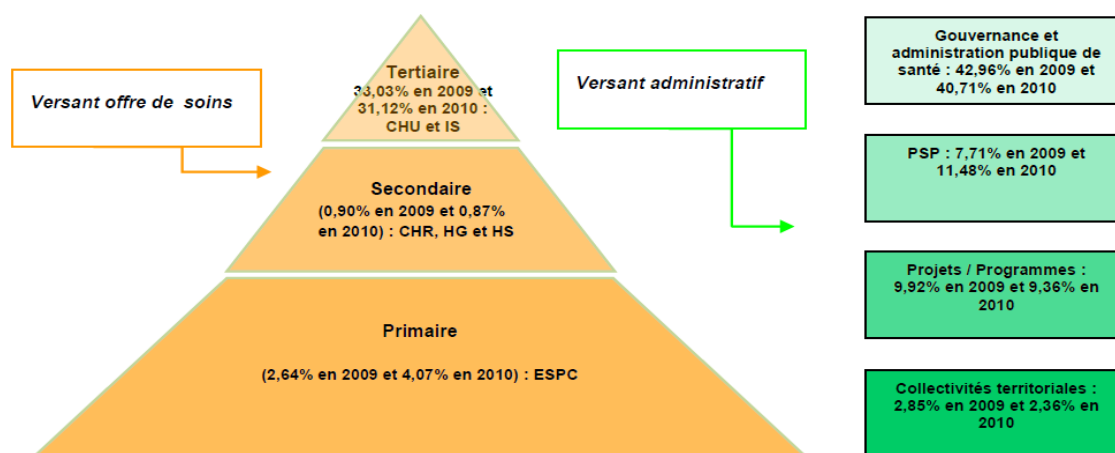 Versant offre de soins
Tertiaire
33,03% en 2009 et
31,12% en 2010 :
CHU et IS
Secondaire
(0,90% en 2009 et 0,87%
en 2010) : CHR, HG et HS
Primaire
(2,64% en 2009 et 4,07% en 2010) : ESPC
Versant administratif
Gouvernance et
administration publique de
santé : 42,96% en 2009 et
40,71% en 2010
PSP : 7,71% en 2009 et
11,48% en 2010
Projets / Programmes :
9,92% en 2009 et 9,36% en
2010
Collectivités territoriales :
2,85% en 2009 et 2,36% en
2010